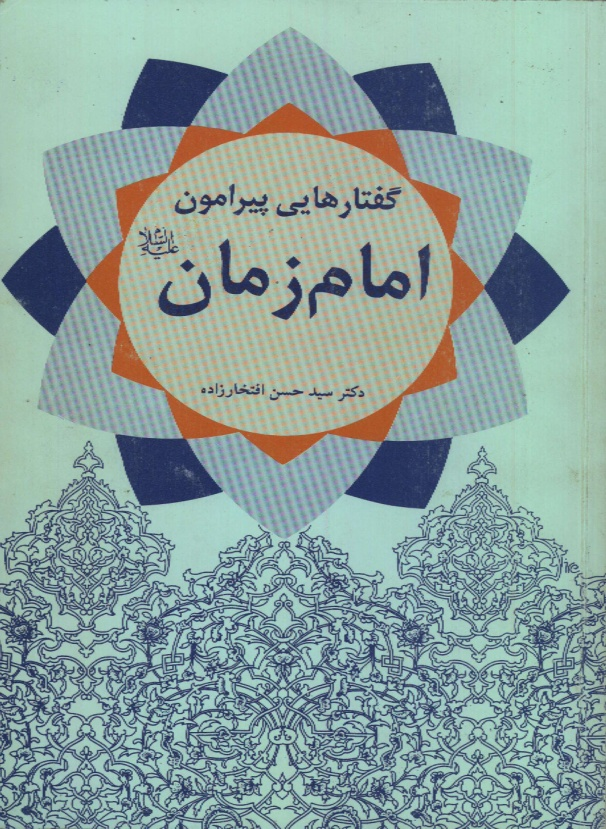 گفتارهایی پیرامون
امام زمان
علیه السلام
دکتر سید حسن افتخارزاده